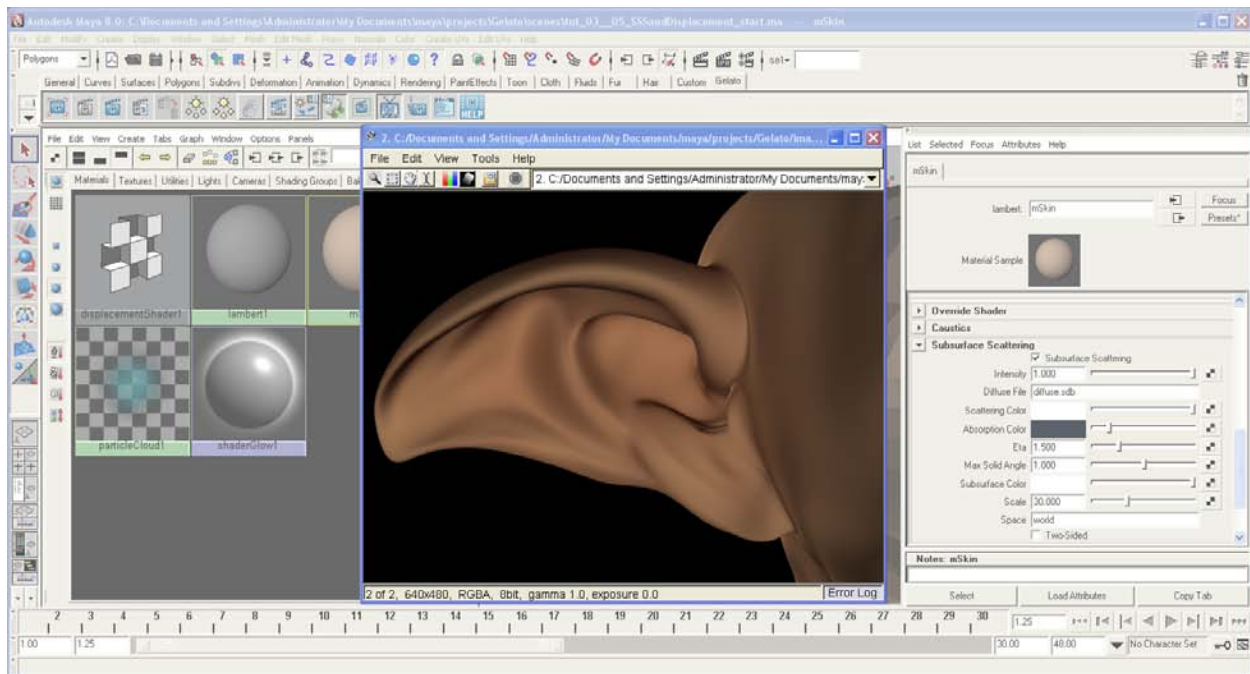 Autodesk Maya 8.0: C:\Documents and Settings\Administrator\My Documents\maya\projects\Gelato\scenes\tut_03__05_SSSandDisplacement_start.ma --- mSkin
Polygons
sel-
General Curves Surfaces Polygons Subdivs Deformation Animation Dynamics Rendering PaintEffects Toon Cloth Fluids Fur Hair Custom Gelato
HELP
File Edit View Create Tabs Graph Window Options Panels
Materials Textures Utilities Lights Cameras Shading Groups
displacementShader1
lambert1
particleCloud1
shaderGlow1
2. C:/Documents and Settings/Administrator/My Documents/maya/projects/Gelato/ima...
File Edit View Tools Help
2. C:/Documents and Settings/Administrator/My Documents/may
2 of 2, 640x480, RGBA, 8bit, gamma 1.0, exposure 0.0
Error Log
List Selected Focus Attributes Help
mSkin
lambert: mSkin
Focus
Presets*
Material Sample
Override Shader
Caustics
Subsurface Scattering
Subsurface Scattering
Intensity 1.000
Diffuse File diffuse.sdb
Scattering Color
Absorption Color
Eta 1.500
Max Solid Angle 1.000
Subsurface Color
Scale 30.000
Space world
Two-Sided
Notes: mSkin
Select Load Attributes Copy Tab
2 3 4 5 6 7 8 9 10 11 12 13 14 15 16 17 18 19 20 21 22 23 24 25 26 27 28 29 30
1.25
1.00 1.25 30.00 48.00 No Character Set